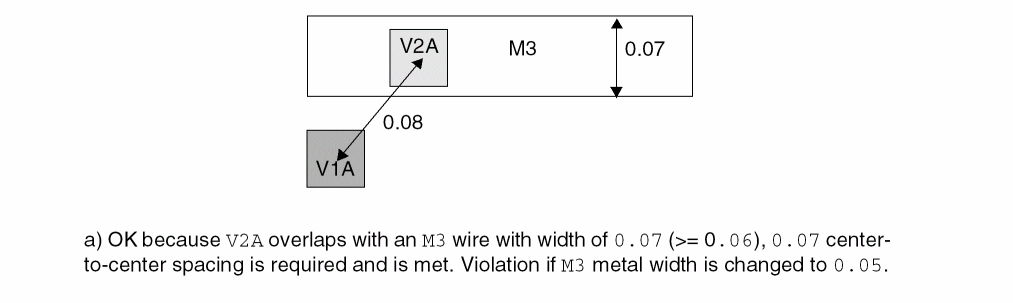 V2A M3 0.07
0.08
V1A
a) OK because V2A overlaps with an M3 wire with width of 0.07 (>= 0.06), 0.07 center-
to-center spacing is required and is met. Violation if M3 metal width is changed to 0.05.